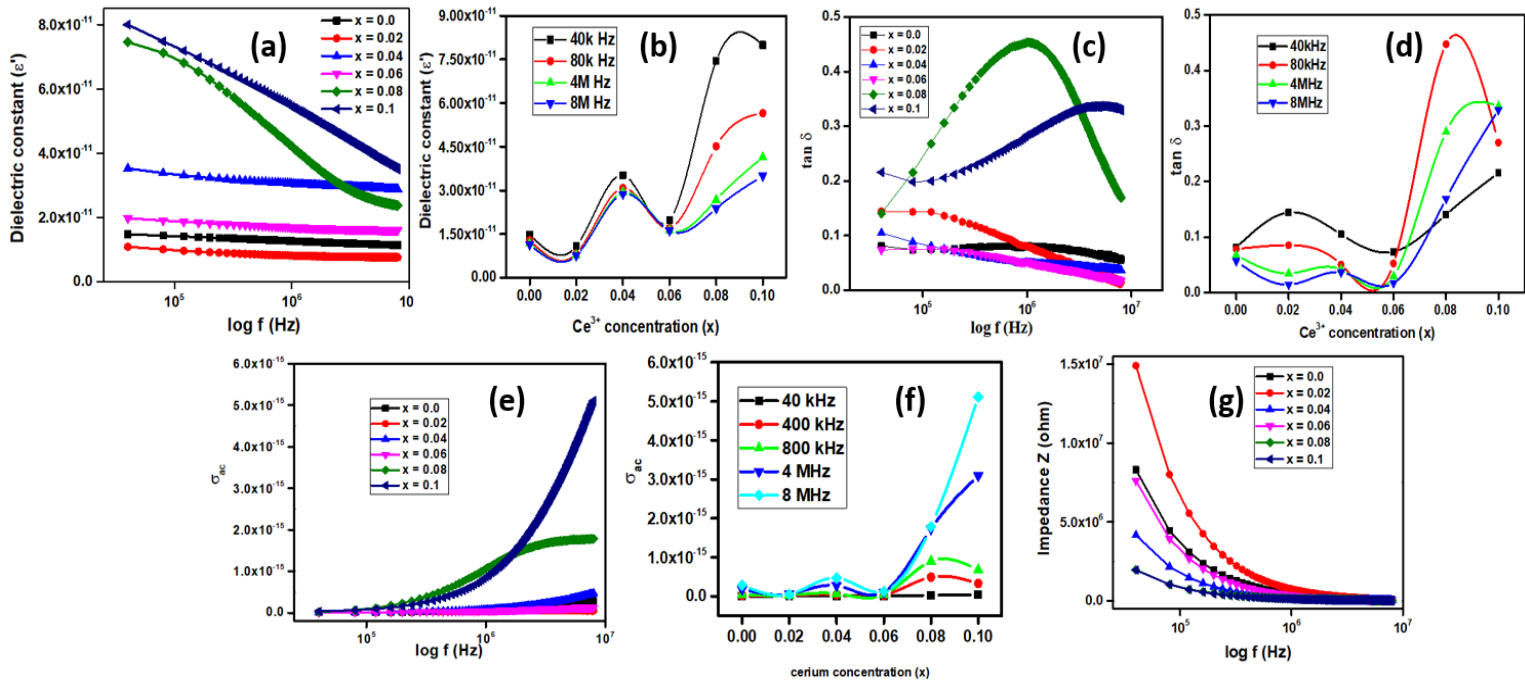 (a)
Dielectric constant (ε')
8.0x10⁻¹¹
6.0x10⁻¹¹
4.0x10⁻¹¹
2.0x10⁻¹¹
0.0
x = 0.0
x = 0.02
x = 0.04
x = 0.06
x = 0.08
x = 0.1
10⁵
10⁶
10
log f (Hz)
(b)
Dielectric constant (ε')
9.00x10⁻¹¹
7.50x10⁻¹¹
6.00x10⁻¹¹
4.50x10⁻¹¹
3.00x10⁻¹¹
1.50x10⁻¹¹
0.00
40k Hz
80k Hz
4M Hz
8M Hz
0.00 0.02 0.04 0.06 0.08 0.10
Ce³⁺ concentration (x)
(c)
tan δ
0.5
0.4
0.3
0.2
0.1
0.0
x = 0.0
x = 0.02
x = 0.04
x = 0.06
x = 0.08
x = 0.1
10⁵
10⁶
10⁷
log f (Hz)
(d)
tan δ
0.5
0.4
0.3
0.2
0.1
0.0
40kHz
80kHz
4MHz
8MHz
0.00 0.02 0.04 0.06 0.08 0.10
Ce³⁺ concentration (x)
(e)
σac
6.0x10⁻¹⁵
5.0x10⁻¹⁵
4.0x10⁻¹⁵
3.0x10⁻¹⁵
2.0x10⁻¹⁵
1.0x10⁻¹⁵
0.0
x = 0.0
x = 0.02
x = 0.04
x = 0.06
x = 0.08
x = 0.1
10⁵
10⁶
10⁷
log f (Hz)
(f)
σac
6.0x10⁻¹⁵
5.0x10⁻¹⁵
4.0x10⁻¹⁵
3.0x10⁻¹⁵
2.0x10⁻¹⁵
1.0x10⁻¹⁵
0.0
40 kHz
400 kHz
800 kHz
4 MHz
8 MHz
0.00 0.02 0.04 0.06 0.08 0.10
cerium concentration (x)
(g)
Impedance Z (ohm)
1.5x10⁷
1.0x10⁷
5.0x10⁶
0.0
x = 0.0
x = 0.02
x = 0.04
x = 0.06
x = 0.08
x = 0.1
10⁵
10⁶
10⁷
log f (Hz)